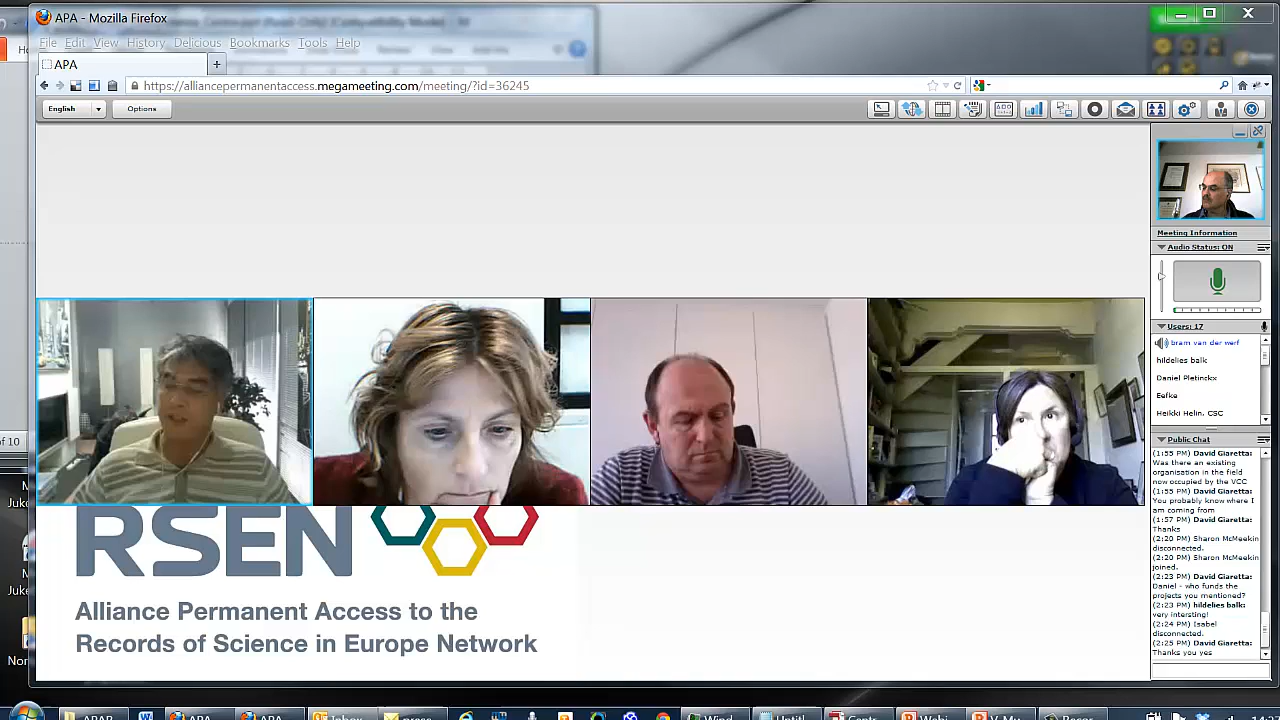 APA - Mozilla Firefox
File Edit View History Delicious Bookmarks Tools Help
APA
https://alliancepermanentaccess.megameeting.com/meeting/?id=36245
English
Options
Meeting Information
Audio Status: ON
Users: 17
bram van der werf
hildelies balk
Daniel Pletinckx
Eefke
Heikki Helin, CSC
Public Chat
(1:55 PM) David Giaretta:
Was there an existing
organisation in the field
now occupied by the VCC
(1:55 PM) David Giaretta:
You probably know where I
am coming from
(1:57 PM) David Giaretta:
Thanks
(2:20 PM) Sharon McMeekin
disconnected.
(2:20 PM) Sharon McMeekin
joined.
(2:23 PM) David Giaretta:
Daniel - who funds the
projects you mentioned?
(2:23 PM) hildelies balk:
very intersting!
(2:24 PM) Isabel
disconnected.
(2:25 PM) David Giaretta:
Thanks you yes
RSEN
Alliance Permanent Access to the
Records of Science in Europe Network
of 10